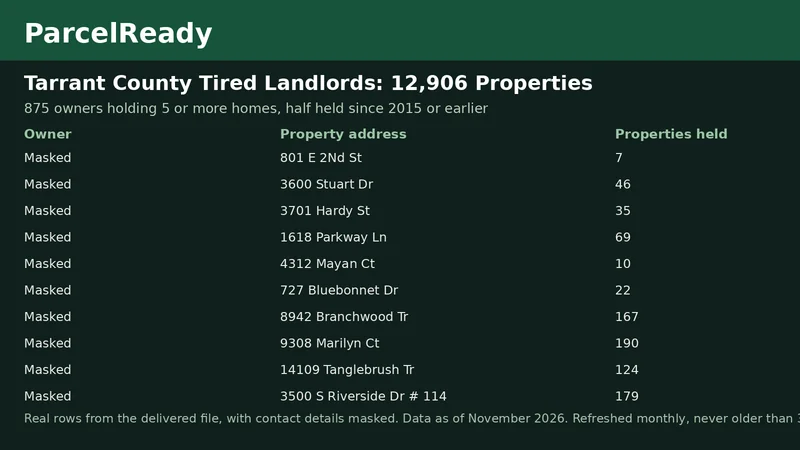 ParcelReady
Tarrant County Tired Landlords: 12,906 Properties
875 owners holding 5 or more homes, half held since 2015 or earlier
Owner Property address Properties held
Masked 801 E 2Nd St 7
Masked 3600 Stuart Dr 46
Masked 3701 Hardy St 35
Masked 1618 Parkway Ln 69
Masked 4312 Mayan Ct 10
Masked 727 Bluebonnet Dr 22
Masked 8942 Branchwood Tr 167
Masked 9308 Marilyn Ct 190
Masked 14109 Tanglebrush Tr 124
Masked 3500 S Riverside Dr # 114 179
Real rows from the delivered file, with contact details masked. Data as of November 2026. Refreshed monthly, never older than